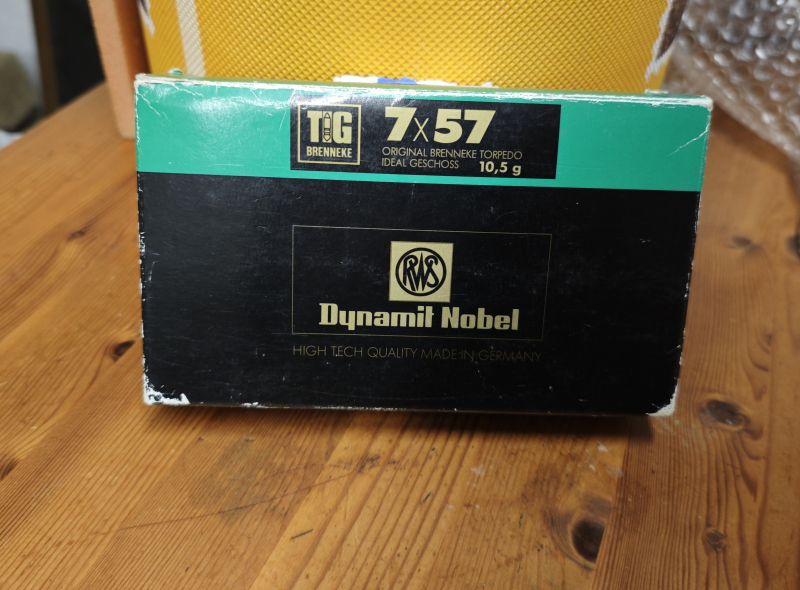 TIG
BRENNEKE
7x57
ORIGINAL BRENNEKE TORPEDO
IDEAL GESCHOSS 10,5 g
RWS
Dynamit Nobel
HIGH TECH QUALITY MADE IN GERMANY